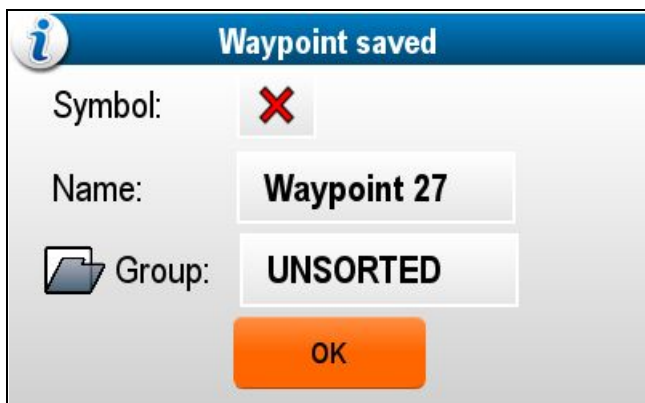 Waypoint saved
Symbol:
Name: Waypoint 27
Group: UNSORTED
OK